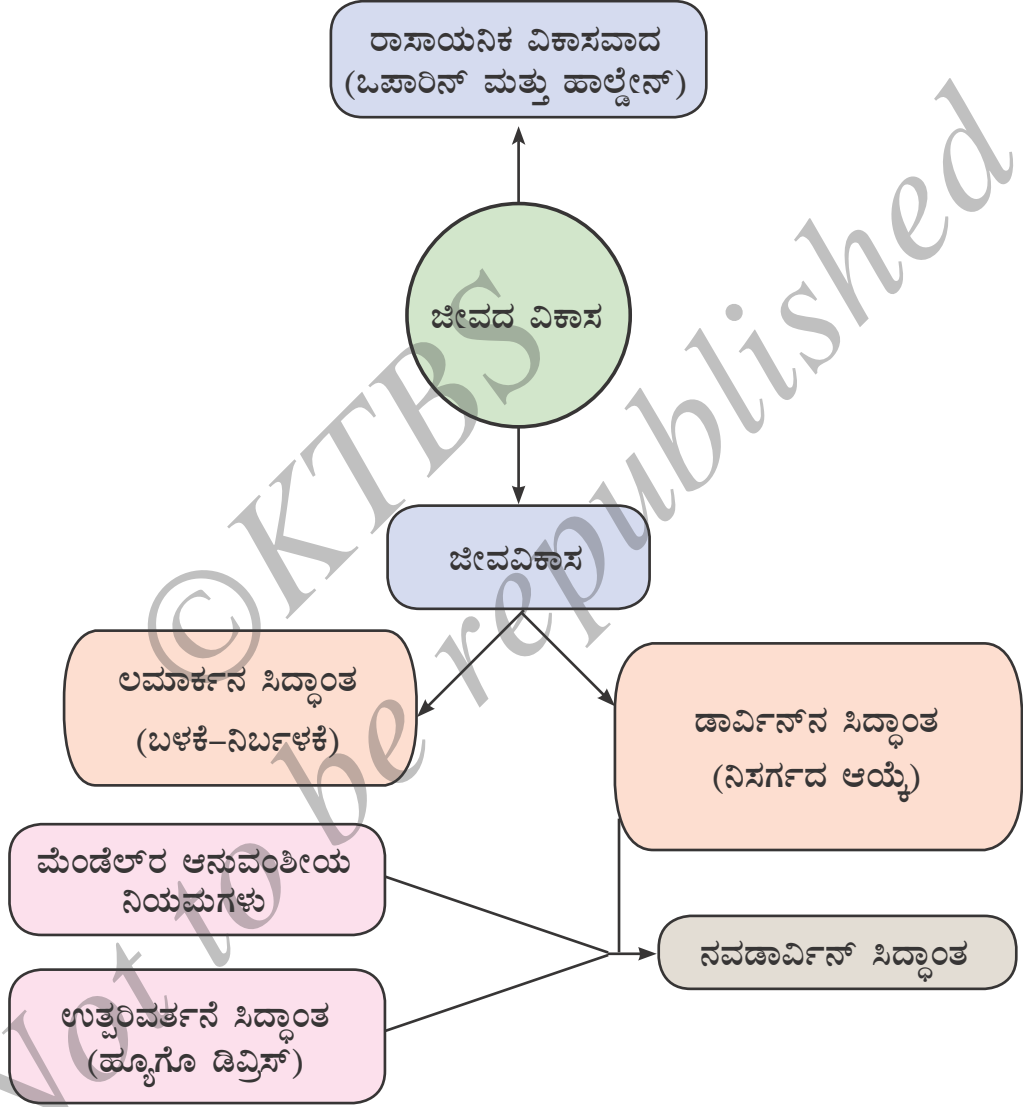 ರಾಸಾಯನಿಕ ವಿಕಾಸವಾದ
(ಒಪಾರಿನ್ ಮತ್ತು ಹಾಲ್ಡೇನ್)
ಜೀವದ ವಿಕಾಸ
ಜೀವವಿಕಾಸ
ಲಮಾರ್ಕನ ಸಿದ್ಧಾಂತ
(ಬಳಕೆ–ನಿರ್ಬಳಕೆ)
ಡಾರ್ವಿನ್‌ನ ಸಿದ್ಧಾಂತ
(ನಿಸರ್ಗದ ಆಯ್ಕೆ)
ಮೆಂಡೆಲ್‌ರ ಆನುವಂಶೀಯ
ನಿಯಮಗಳು
ನವಡಾರ್ವಿನ್ ಸಿದ್ಧಾಂತ
ಉತ್ಪರಿವರ್ತನೆ ಸಿದ್ಧಾಂತ
(ಹ್ಯೂಗೊ ಡಿವ್ರಿಸ್)
©KTBS
Not to be republished